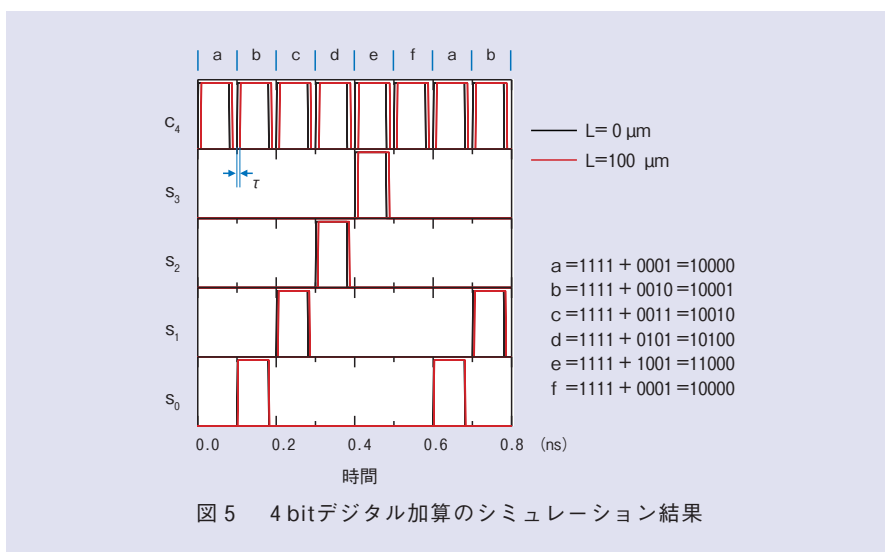 a b c d e f a b
c₄
s₃
s₂
s₁
s₀
τ
L= 0 μm
L=100 μm
a =1111 + 0001 =10000
b =1111 + 0010 =10001
c =1111 + 0011 =10010
d =1111 + 0101 =10100
e =1111 + 1001 =11000
f =1111 + 0001 =10000
0.0 0.2 0.4 0.6 0.8 (ns)
時間
図 5 4 bitデジタル加算のシミュレーション結果